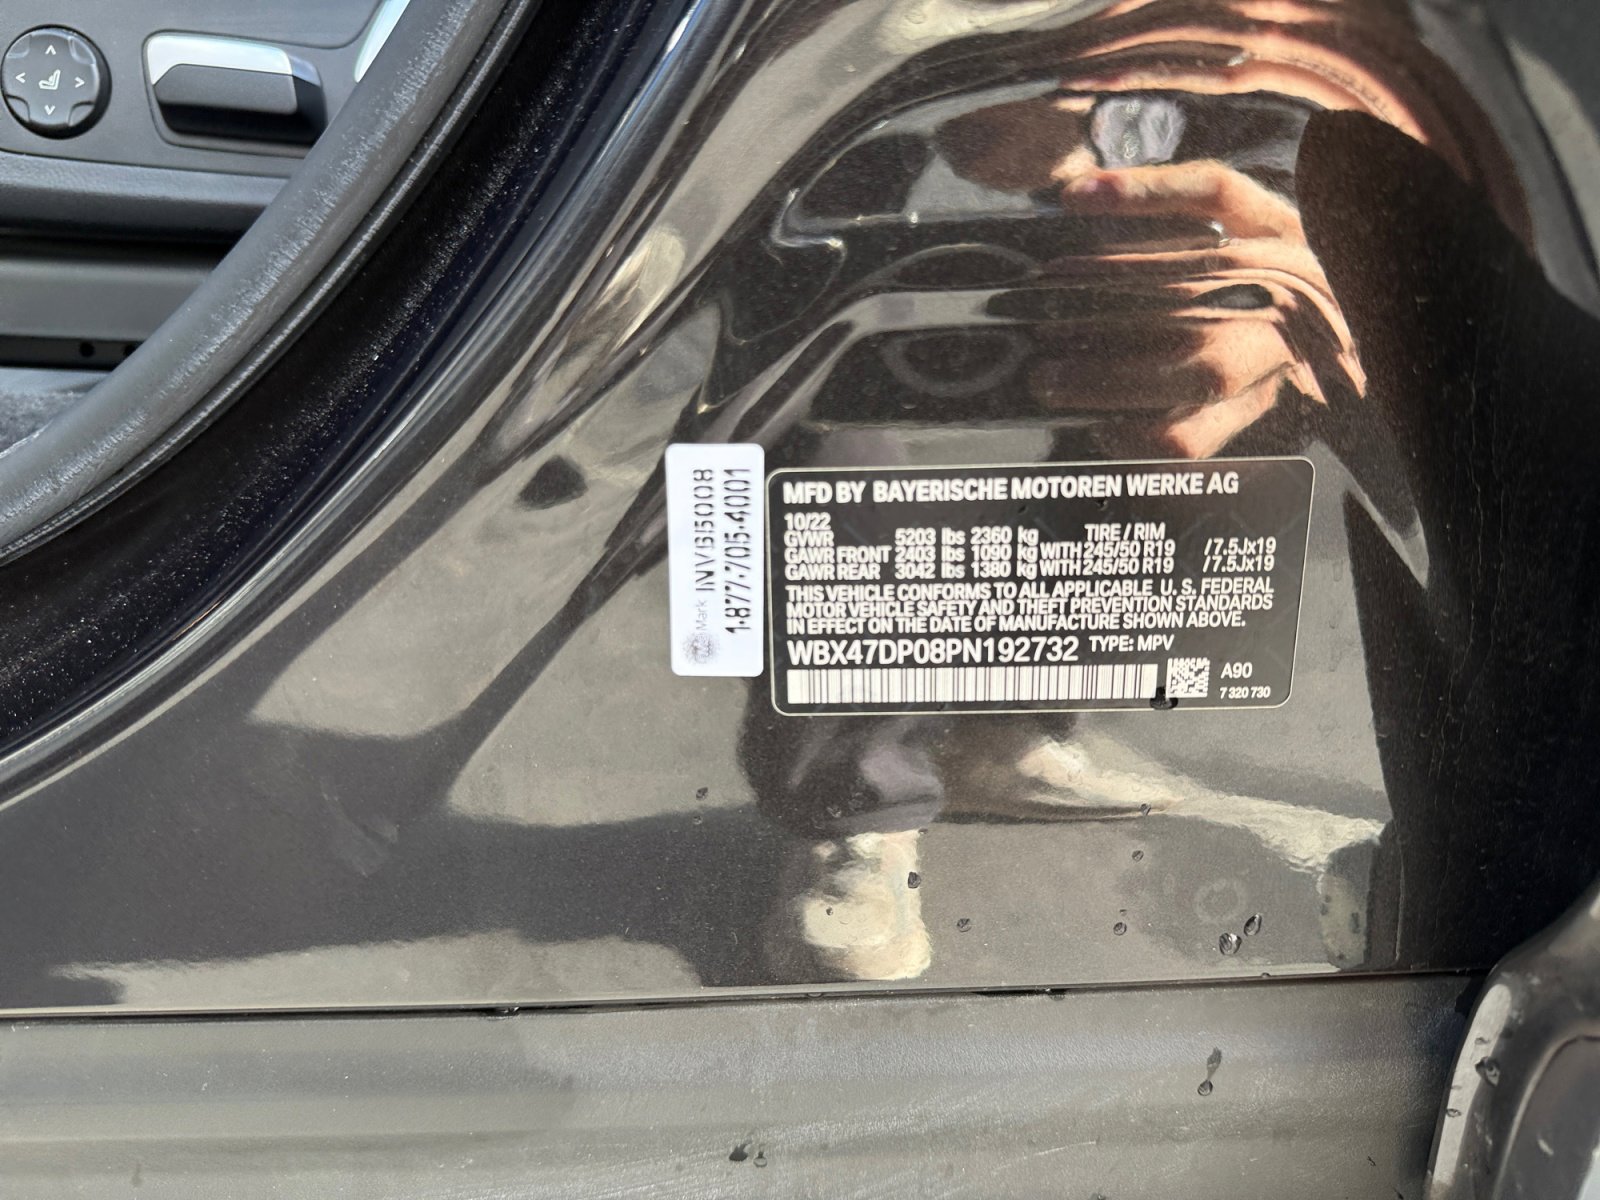 Mark INV55008
1-877-705-4001
MFD BY BAYERISCHE MOTOREN WERKE AG
10/22
GVWR 5203 lbs 2360 kg TIRE / RIM
GAWR FRONT 2403 lbs 1090 kg WITH 245/50 R19 /7.5Jx19
GAWR REAR 3042 lbs 1380 kg WITH 245/50 R19 /7.5Jx19
THIS VEHICLE CONFORMS TO ALL APPLICABLE U. S. FEDERAL
MOTOR VEHICLE SAFETY AND THEFT PREVENTION STANDARDS
IN EFFECT ON THE DATE OF MANUFACTURE SHOWN ABOVE.
WBX47DP08PN192732 TYPE: MPV
A90
7 320 730